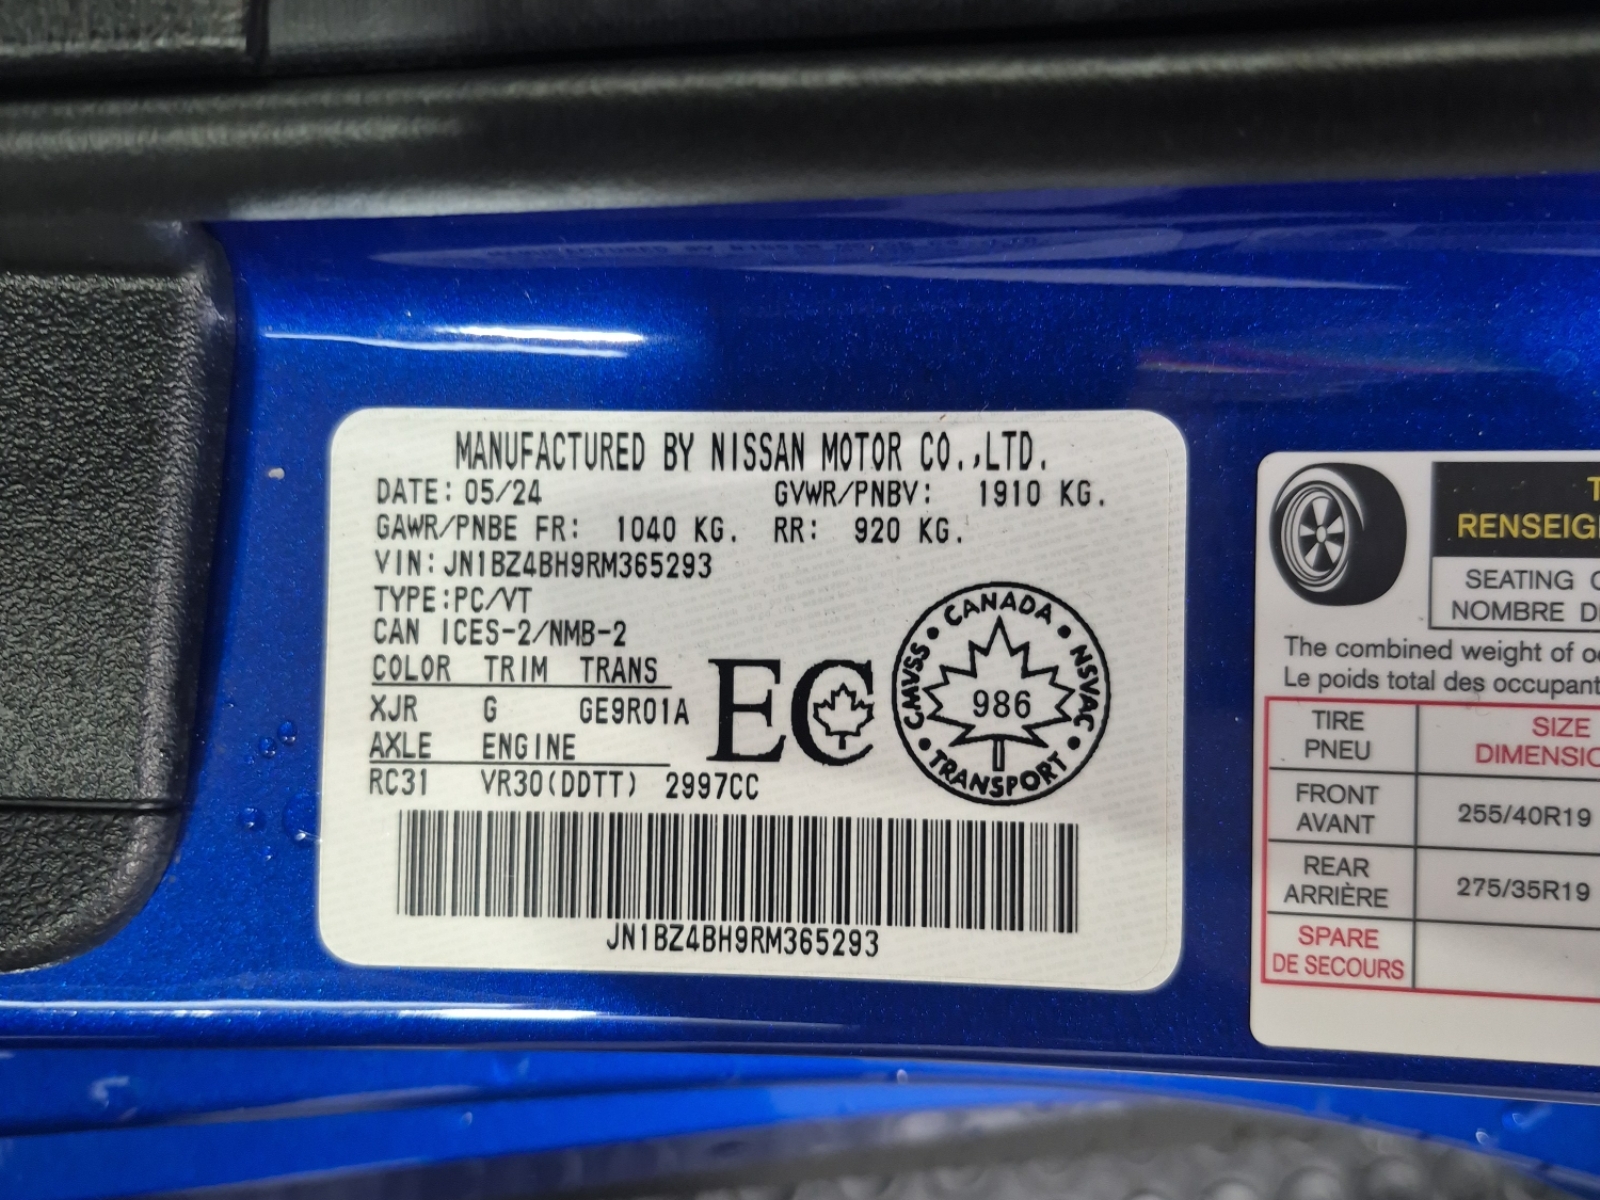 MANUFACTURED BY NISSAN MOTOR CO.,LTD.
DATE: 05/24 GVWR/PNBV: 1910 KG.
GAWR/PNBE FR: 1040 KG. RR: 920 KG.
VIN: JN1BZ4BH9RM365293
TYPE:PC/VT
CAN ICES-2/NMB-2
COLOR TRIM TRANS
XJR G GE9R01A
AXLE ENGINE
RC31 VR30(DDTT) 2997CC
EC
CANADA
CMVSS
NSVAC
986
TRANSPORT
JN1BZ4BH9RM365293
RENSEIG
SEATING
NOMBRE
The combined weight of
Le poids total des occupant
TIRE SIZE
PNEU DIMENSIO
FRONT
AVANT
255/40R19
REAR
ARRIÈRE
275/35R19
SPARE
DE SECOURS